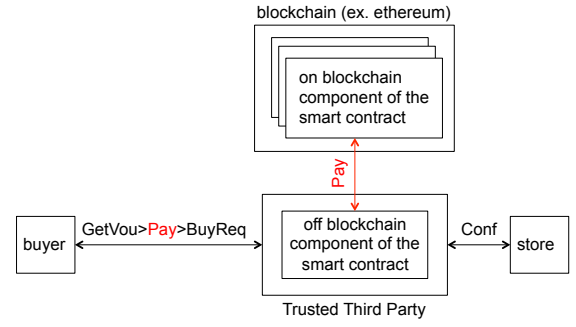 blockchain (ex. ethereum)
on blockchain
component of the
smart contract
Pay
GetVou>Pay>BuyReq
buyer
off blockchain
component of the
smart contract
Conf
store
Trusted Third Party